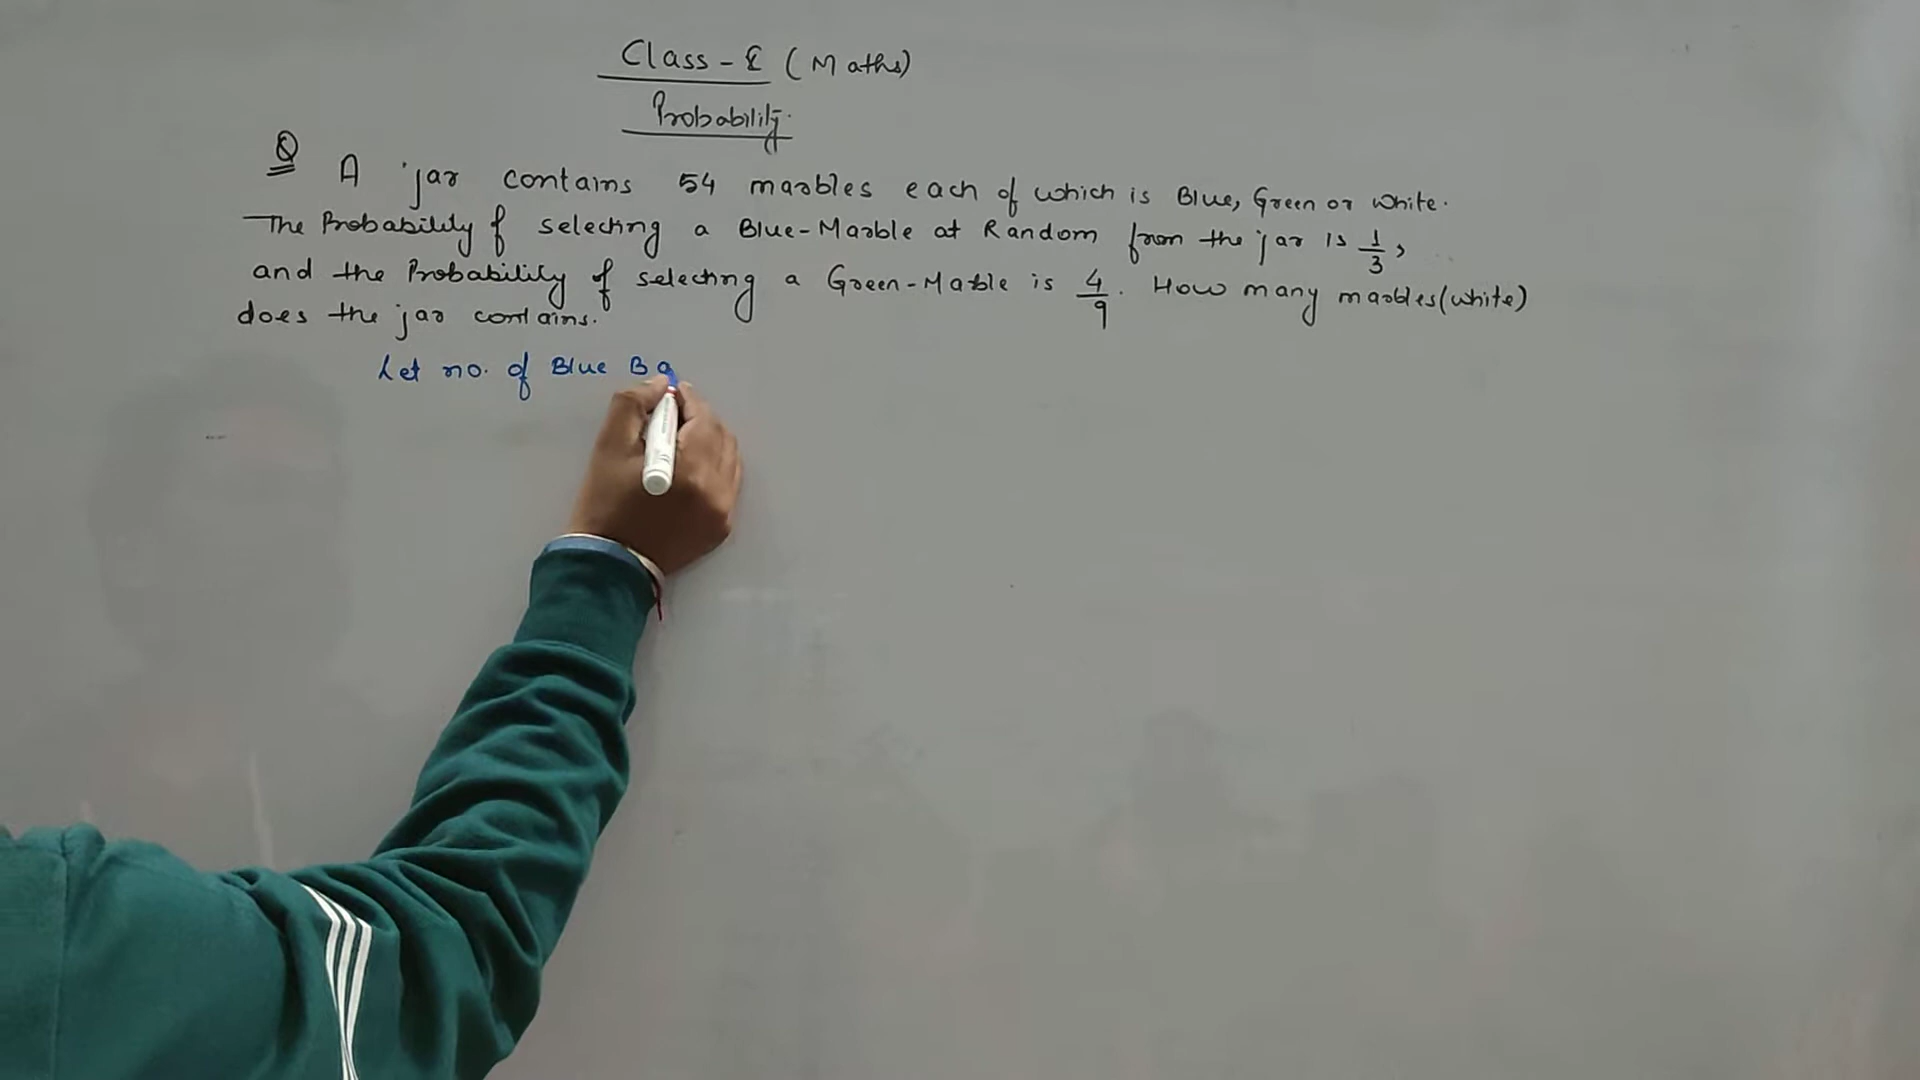 Class - X (Maths)
Probability.
Q A jar contains 54 marbles each of which is Blue, Green or white.
The Probability of selecting a Blue-Marble at Random from the jar is 1/3,
and the Probability of selecting a Green-Marble is 4/9. How many marbles(white)
does the jar contains.
Let no. of Blue Ba